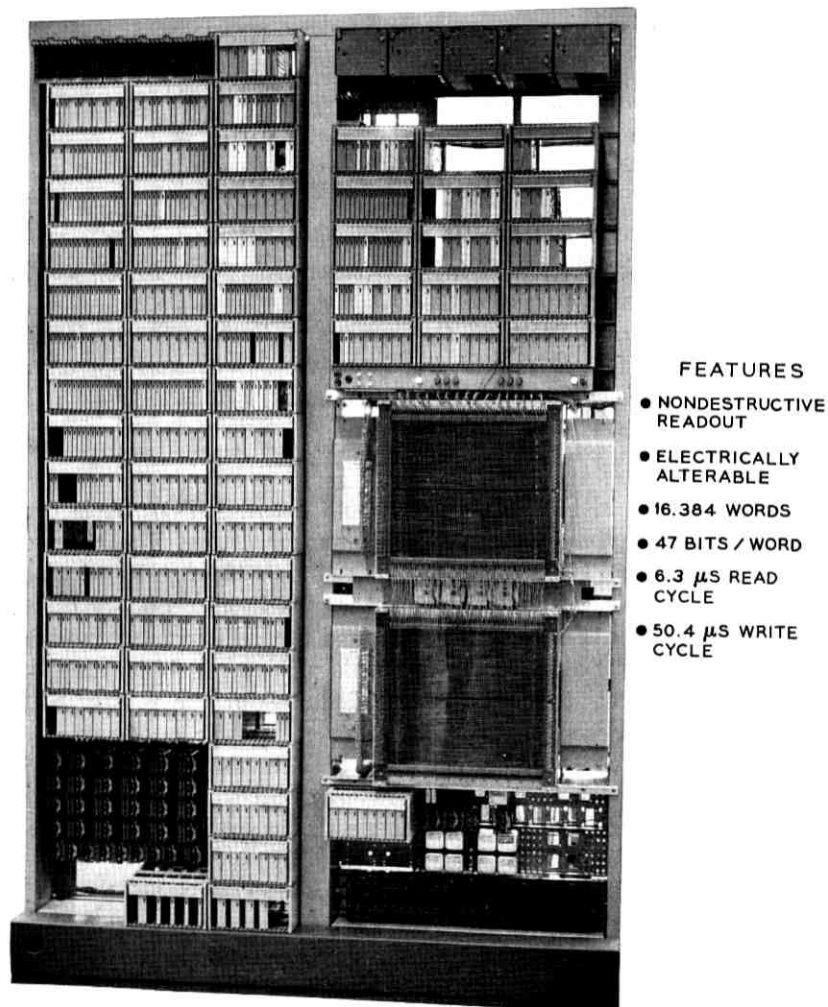 FEATURES
● NONDESTRUCTIVE
READOUT
● ELECTRICALLY
ALTERABLE
● 16.384 WORDS
● 47 BITS / WORD
● 6.3 µS READ
CYCLE
● 50.4 µS WRITE
CYCLE